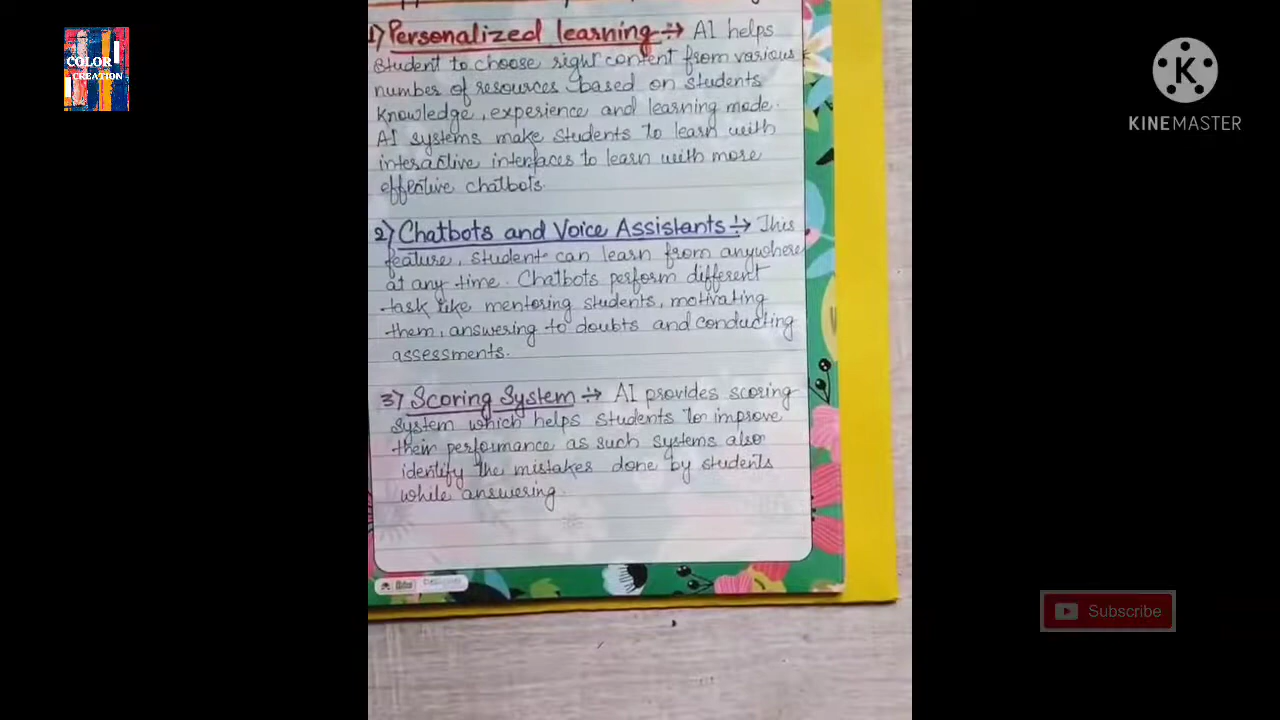 COLOR
CREATION
K
KINEMASTER
Subscribe
1) Personalized learning :→ AI helps
student to choose right content from various
number of resources based on students
knowledge, experience and learning mode.
AI systems make students to learn with
interactive interfaces to learn with more
effective chatbots.
2) Chatbots and Voice Assistants :→ This
feature, student can learn from anywhere
at any time. Chatbots perform different
task like mentoring students, motivating
them, answering to doubts and conducting
assessments.
3) Scoring System :→ AI provides scoring
system which helps students to improve
their performance as such systems also
identify the mistakes done by students
while answering.